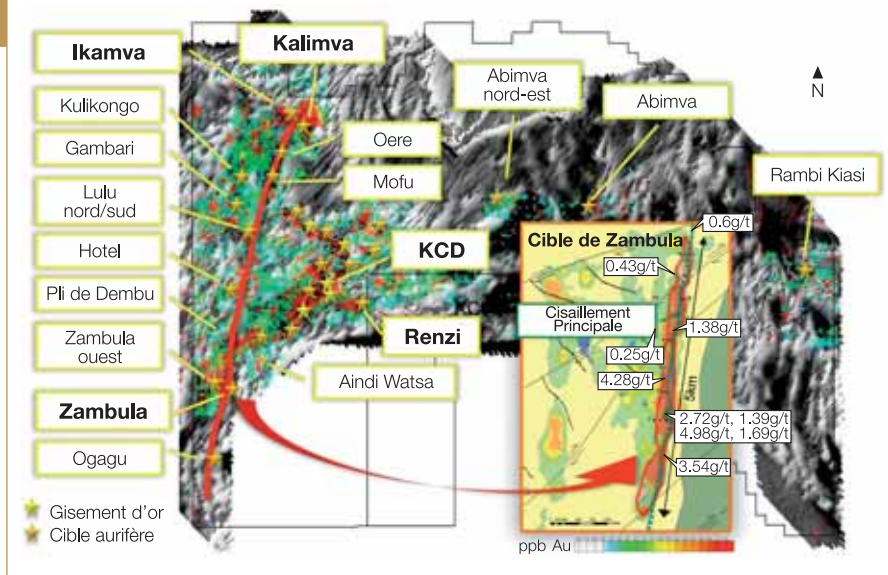 Ikamva
Kalimva
Kulikongo
Gambari
Lulu
nord/sud
Hotel
Pli de Dembu
Zambula
ouest
Zambula
Ogagu
Oere
Mofu
Abimva
nord-est
Abimva
N
Rambi Kiasi
KCD
Renzi
Aindi Watsa
Cible de Zambula
0.6g/t
0.43g/t
Cisaillement
Principale
1.38g/t
0.25g/t
4.28g/t
5km
2.72g/t, 1.39g/t
4.98g/t, 1.69g/t
3.54g/t
Gisement d'or
Cible aurifère
ppb Au